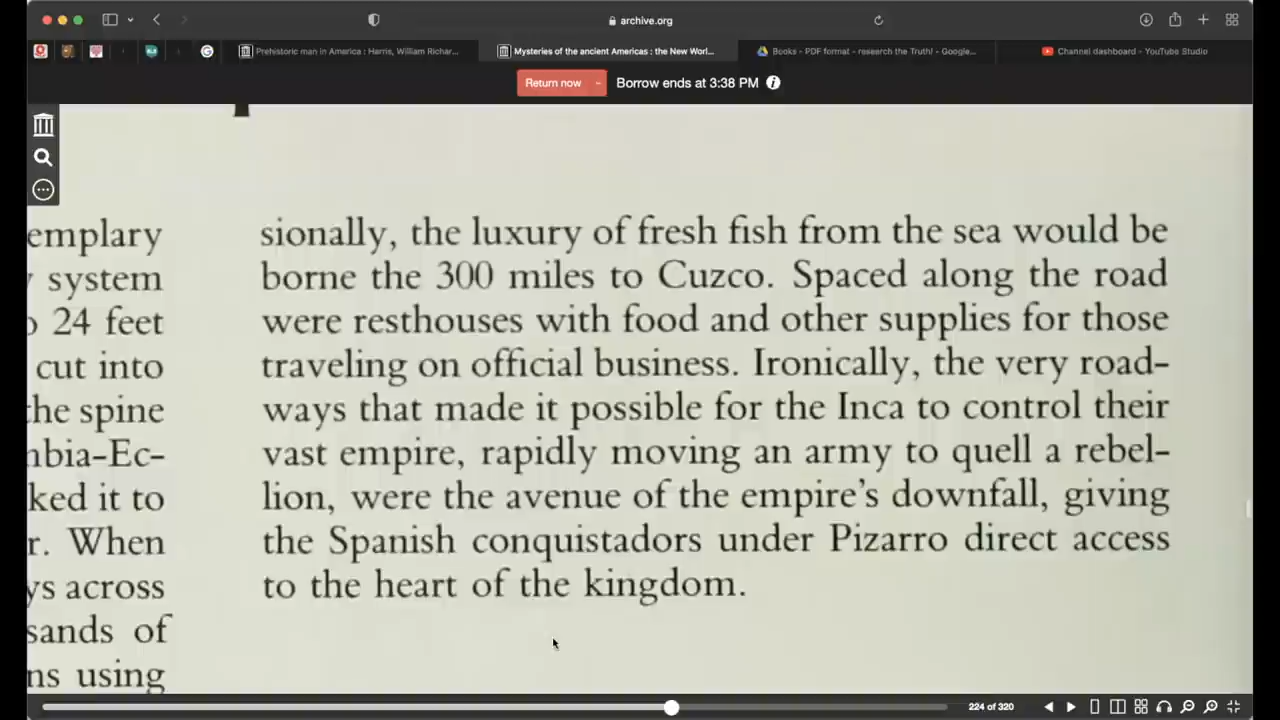 archive.org
Prehistoric man in America : Harris, William Richar...
Mysteries of the ancient Americas : the New Worl...
Books - PDF format - research the Truth! - Google...
Channel dashboard - YouTube Studio
Return now
Borrow ends at 3:38 PM
emplary
system
24 feet
cut into
the spine
mbia-Ec-
ked it to
r. When
ys across
sands of
ns using
sionally, the luxury of fresh fish from the sea would be
borne the 300 miles to Cuzco. Spaced along the road
were resthouses with food and other supplies for those
traveling on official business. Ironically, the very road-
ways that made it possible for the Inca to control their
vast empire, rapidly moving an army to quell a rebel-
lion, were the avenue of the empire's downfall, giving
the Spanish conquistadors under Pizarro direct access
to the heart of the kingdom.
224 of 320